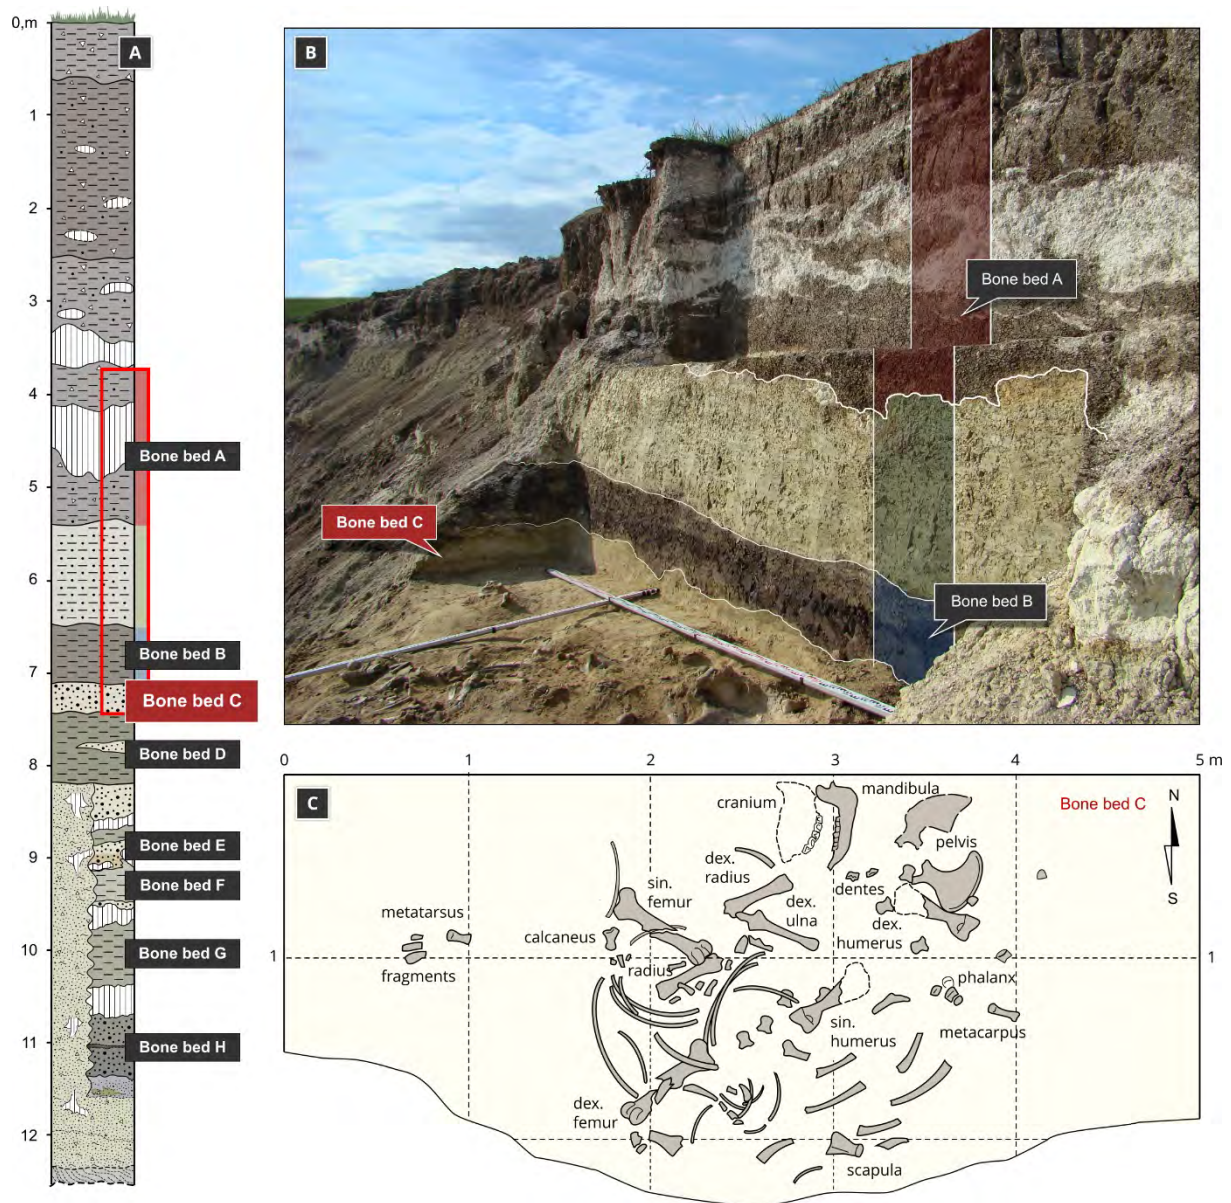 0,m
A
1
2
3
4
Bone bed A
5
6
Bone bed B
7
Bone bed C
Bone bed D
8
Bone bed E
9
Bone bed F
Bone bed G
10
Bone bed H
11
12
B
Bone bed A
Bone bed C
Bone bed B
0
1
2
3
4
5 m
C
cranium
mandibula
Bone bed C
N
S
pelvis
dex.
radius
sin.
femur
dentes
dex.
ulna
metatarsus
calcaneus
dex.
humerus
1
1
fragments
radius
phalanx
sin.
humerus
metacarpus
dex.
femur
scapula